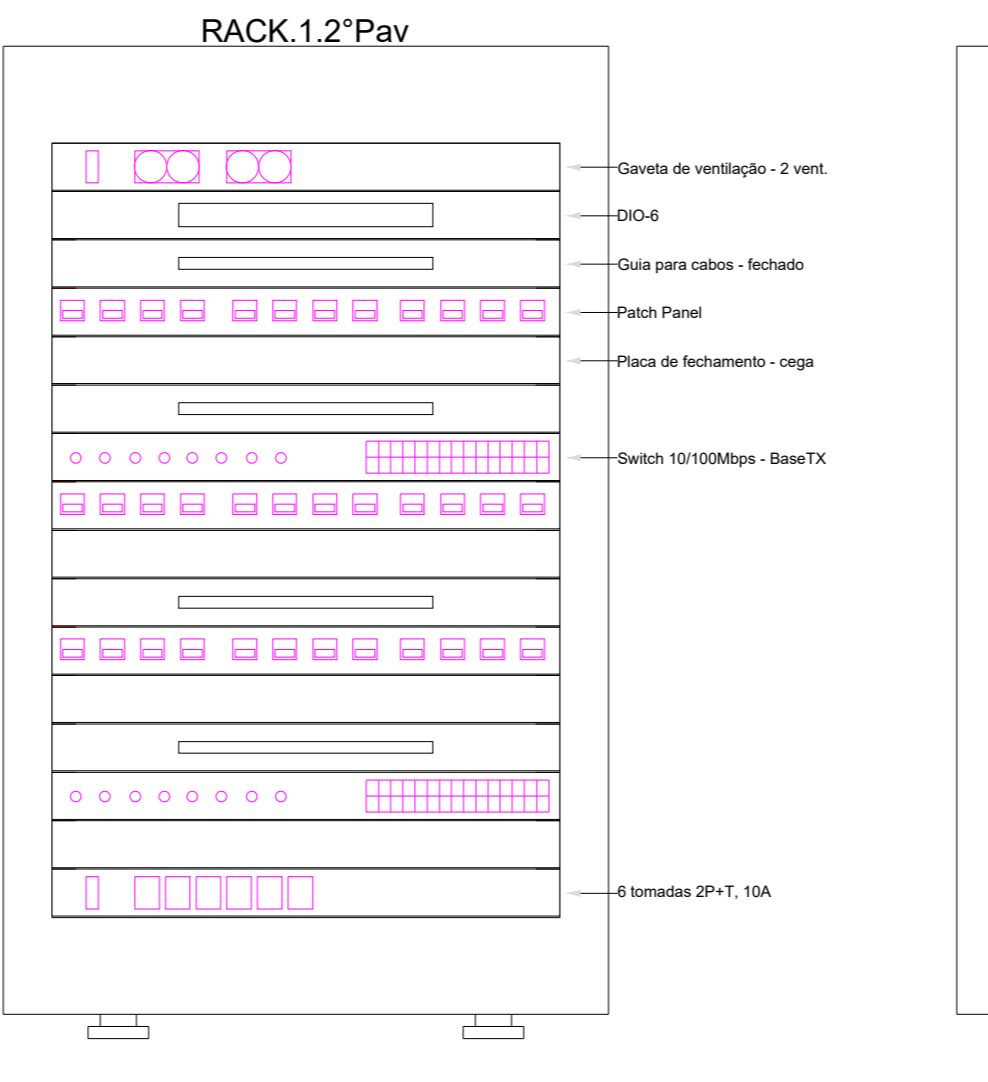 RACK.1.2°Pav
Gaveta de ventilação - 2 vent.
DIO-6
Guia para cabos - fechado
Patch Panel
Placa de fechamento - cega
Switch 10/100Mbps - BaseTX
6 tomadas 2P+T, 10A